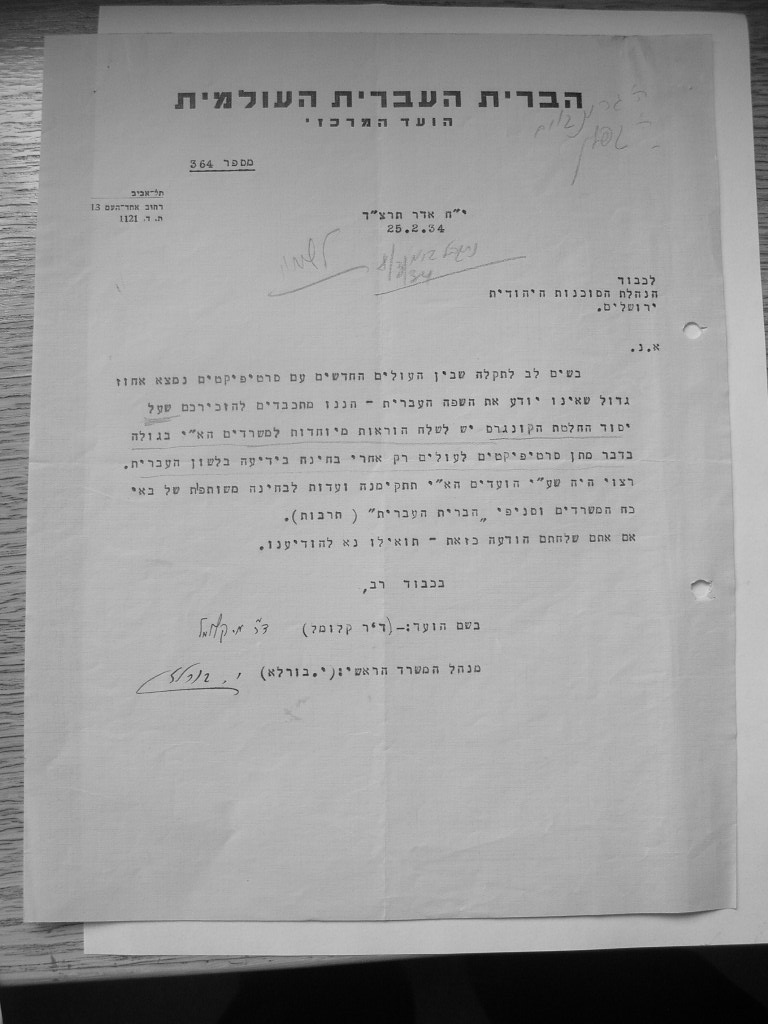 הברית העברית העולמית
הועד המרכזי
ה' גרינבוים
מספר 364
תל-אביב
רחוב אחד-העם 13
ת. ד. 1121
י"ח אדר תרצ"ד
25.2.34
לכבוד
הנהלת הסוכנות היהודית
ירושלים.
א.נ.
בשים לב לתקלה שבין העולים החדשים עם סרטיפיקטים נמצא אחוז
גדול שאינו יודע את השפה העברית - הננו מתכבדים להזכירכם שעל
יסוד החלטת הקונגרס יש לשלח הוראות מיוחדות למשרדים הא"י בגולה
בדבר מתן סרטיפיקטים לעולים רק אחרי בחינה בידיעה בלשון העברית.
רצוי היה שע"י הועדים הא"י תתקימנה ועדות לבחינה משותפת של באי
כח המשרדים וסניפי „הברית העברית" ( תרבות).
אם אתם שלחתם הודעה כזאת - תואילו נא להודיענו.
בכבוד רב,
בשם הועד:-(ד"ר קלומל) ד"ר מ. קלומל
מנהל המשרד הראשי:(י.בורלא) י. בורלא